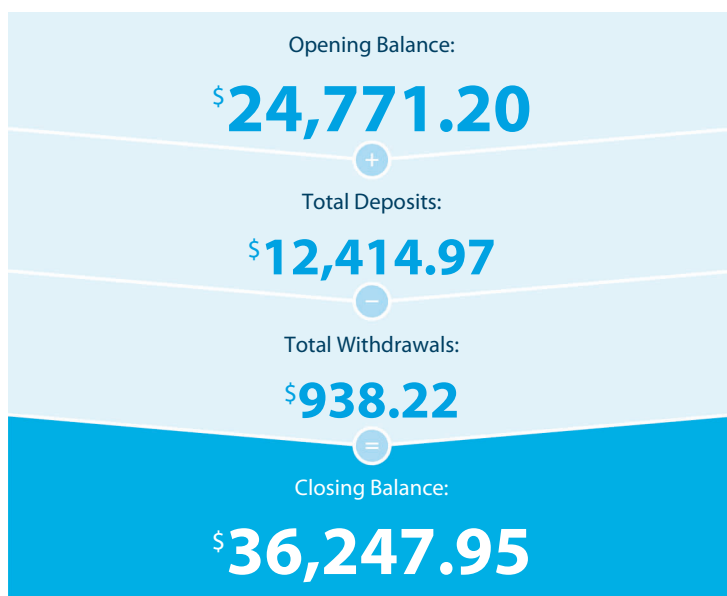 Opening Balance:
$24,771.20
+
Total Deposits:
$12,414.97
−
Total Withdrawals:
$938.22
=
Closing Balance:
$36,247.95